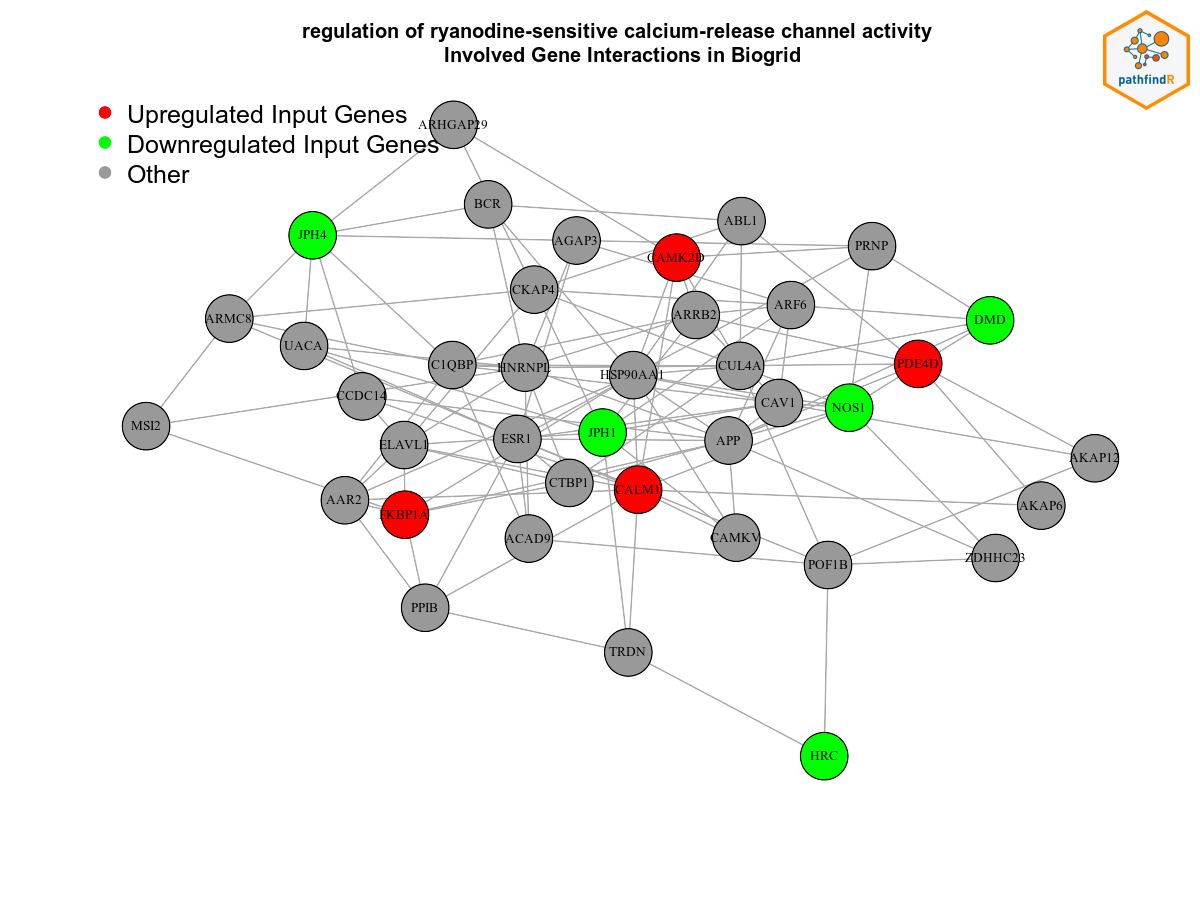 regulation of ryanodine-sensitive calcium-release channel activity
Involved Gene Interactions in Biogrid
pathfindR
Upregulated Input Genes
Downregulated Input Genes
Other
ARHGAP29
BCR
ABL1
JPH4
AGAP3
PRNP
CAMK2D
CKAP4
ARF6
ARRB2
ARMC8
DMD
UACA
C1QBP
HNRNPL
HSP90AA1
CUL4A
PDE4D
CCDC14
CAV1
NOS1
MSI2
JPH1
ESR1
APP
ELAVL1
AKAP12
CTBP1
CALM1
AAR2
AKAP6
FKBP1A
ACAD9
CAMKV
ZDHHC23
POF1B
PPIB
TRDN
HRC